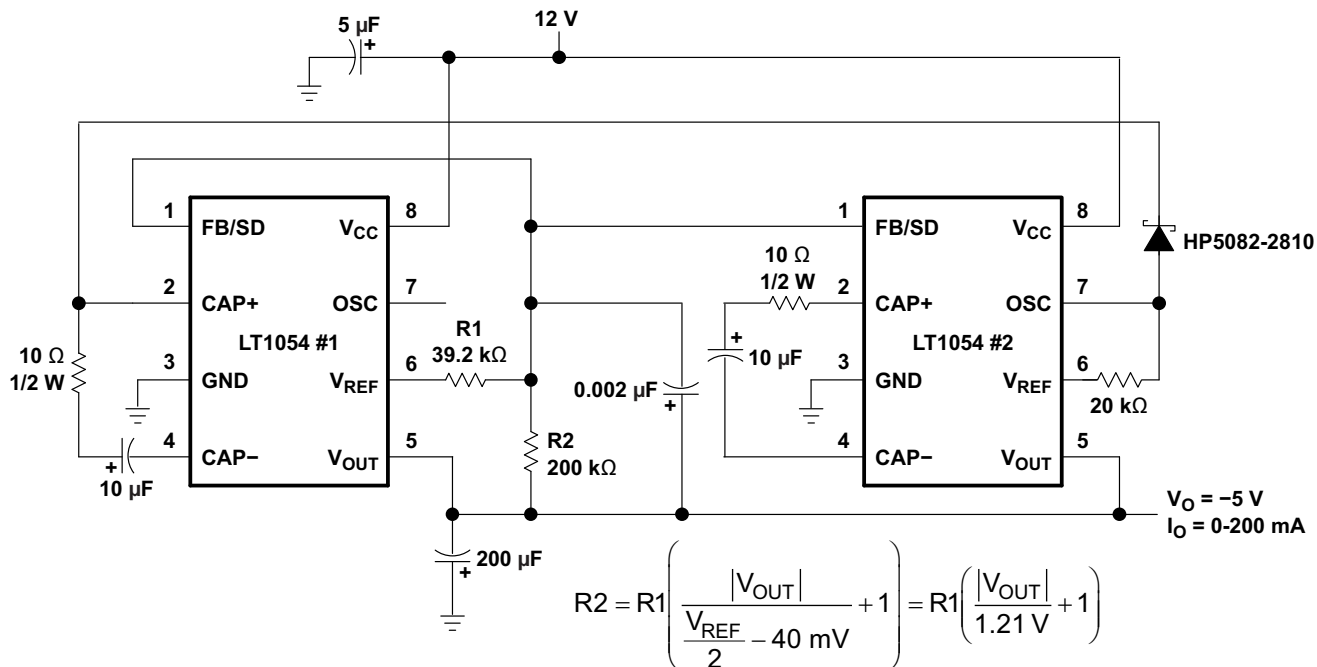 5 µF
+
12 V
1
FB/SD
VCC
8
2
CAP+
OSC
7
LT1054 #1
3
GND
VREF
6
4
CAP−
VOUT
5
10 Ω
1/2 W
+
10 µF
R1
39.2 kΩ
R2
200 kΩ
0.002 µF
+
200 µF
+
10 Ω
1/2 W
+
10 µF
1
FB/SD
VCC
8
2
CAP+
OSC
7
LT1054 #2
3
GND
VREF
6
4
CAP−
VOUT
5
HP5082-2810
20 kΩ
VO = −5 V
IO = 0-200 mA
R2 = R1(|VOUT| / (VREF/2 − 40 mV) + 1) = R1(|VOUT| / 1.21 V + 1)